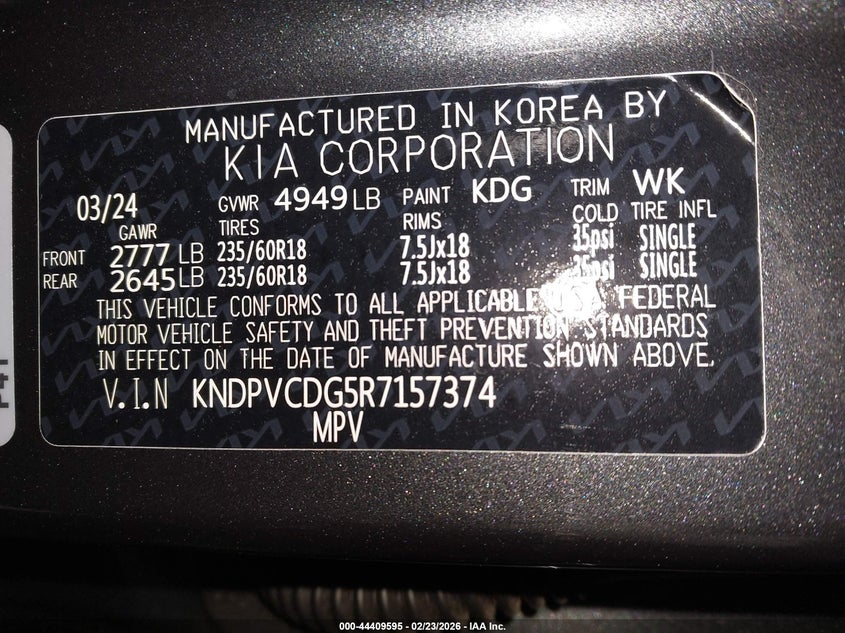 MANUFACTURED IN KOREA BY
KIA CORPORATION
03/24 GVWR 4949 LB PAINT KDG TRIM WK
GAWR TIRES RIMS COLD TIRE INFL
FRONT 2777 LB 235/60R18 7.5Jx18 35psi SINGLE
REAR 2645 LB 235/60R18 7.5Jx18 35psi SINGLE
THIS VEHICLE CONFORMS TO ALL APPLICABLE U.S.A FEDERAL
MOTOR VEHICLE SAFETY AND THEFT PREVENTION STANDARDS
IN EFFECT ON THE DATE OF MANUFACTURE SHOWN ABOVE.
V.I.N KNDPVCDG5R7157374
MPV
000-44409595 - 02/23/2026 - IAA Inc.